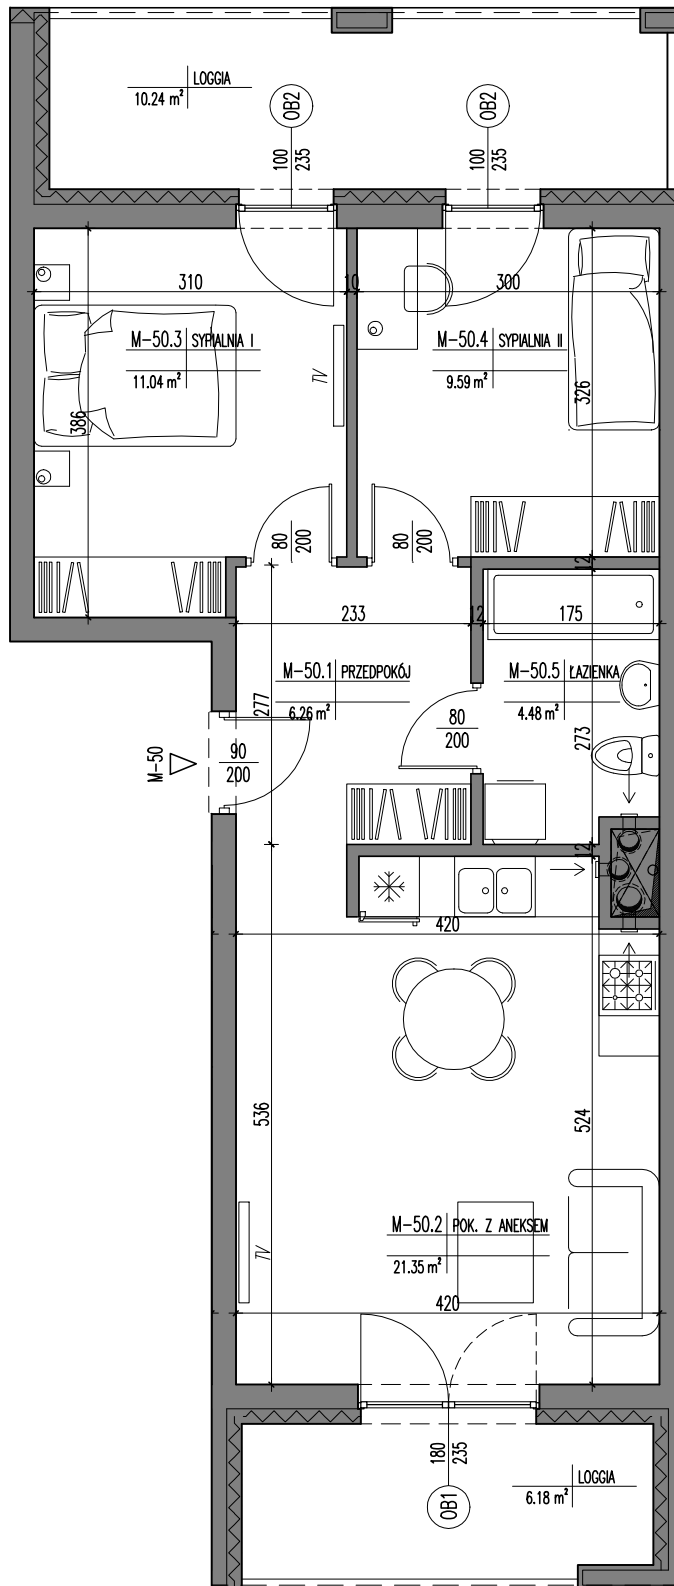 LOGGIA
10.24 m²
OB2
OB2
100
235
100
235
310
10
300
M-50.3 SYPIALNIA I
11.04 m²
M-50.4 SYPIALNIA II
9.59 m²
TV
386
326
80
200
80
200
12
233
12
175
M-50.1 PRZEDPOKÓJ
6.26 m²
M-50.5 ŁAZIENKA
4.48 m²
277
273
M-50
90
200
80
200
12
420
536
524
M-50.2 POK. Z ANEKSEM
21.35 m²
TV
420
180
235
OB1
LOGGIA
6.18 m²